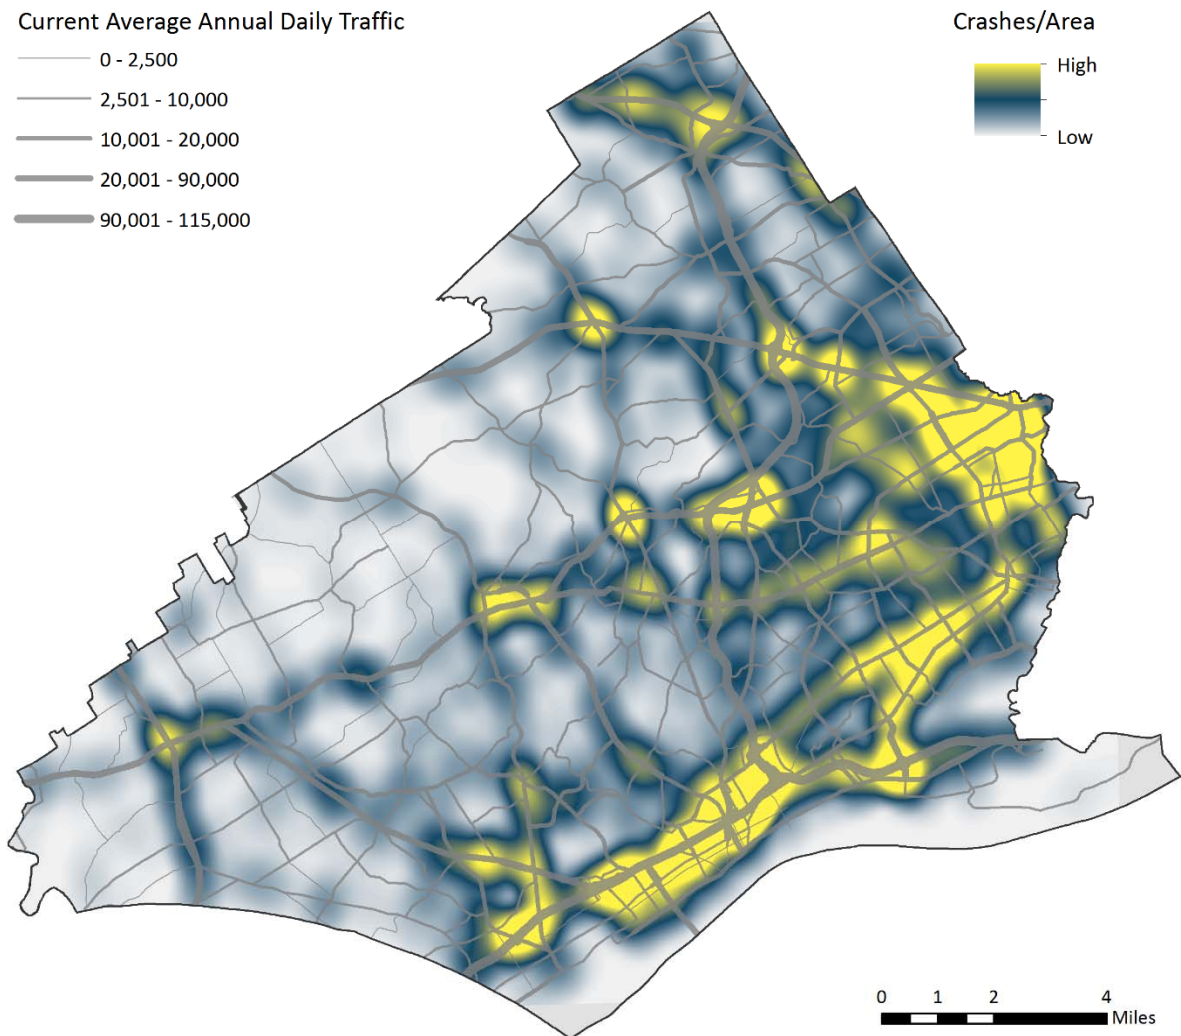 Current Average Annual Daily Traffic
0 - 2,500
2,501 - 10,000
10,001 - 20,000
20,001 - 90,000
90,001 - 115,000
Crashes/Area
High
Low
0 1 2 4
Miles